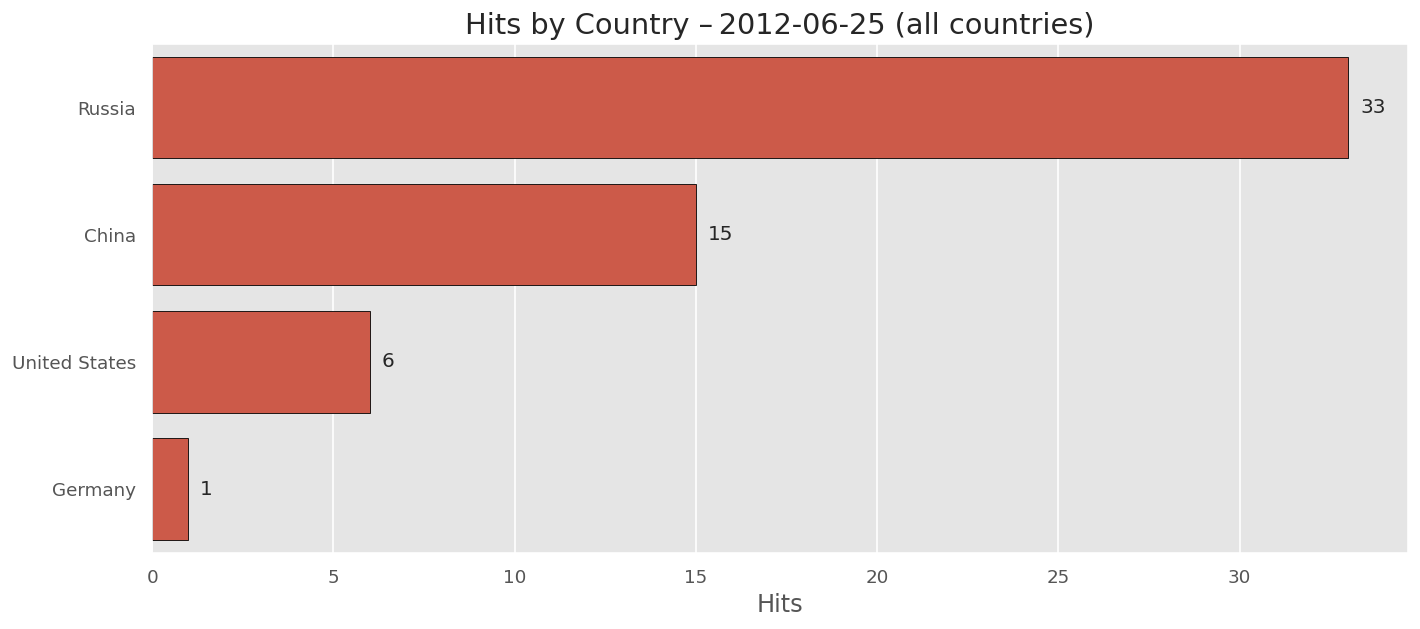 Hits by Country – 2012-06-25 (all countries)
Russia
33
China
15
United States
6
Germany
1
0 5 10 15 20 25 30
Hits